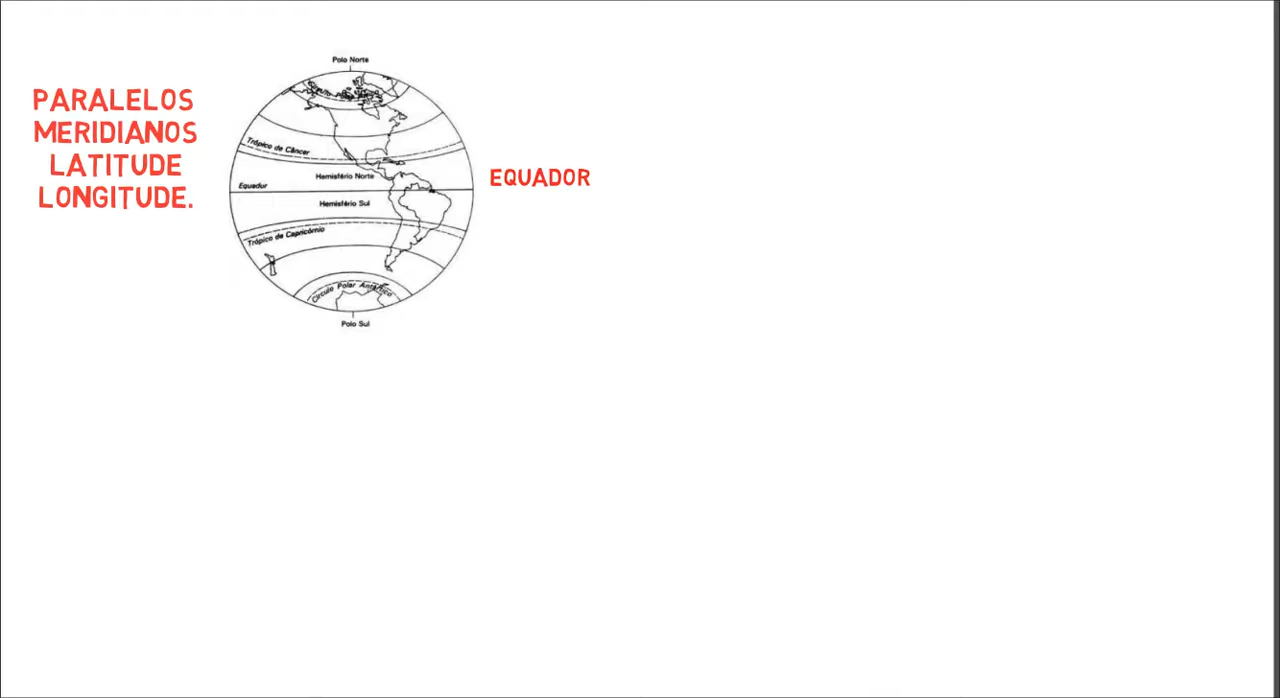 PARALELOS
MERIDIANOS
LATITUDE
LONGITUDE.
Polo Norte
Trópico de Câncer
Hemisfério Norte
Equador
EQUADOR
Hemisfério Sul
Trópico de Capricórnio
Círculo Polar Antártico
Polo Sul